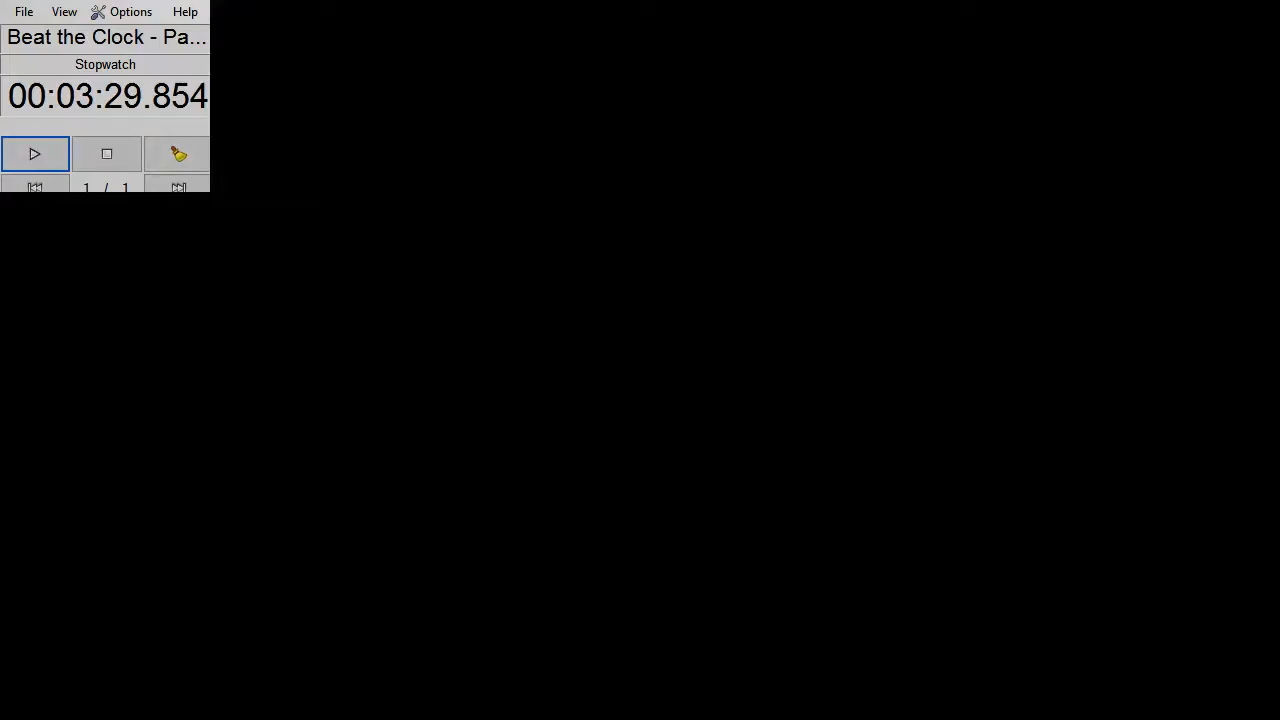 File View Options Help
Beat the Clock - Pa...
Stopwatch
00:03:29.854
1 / 1